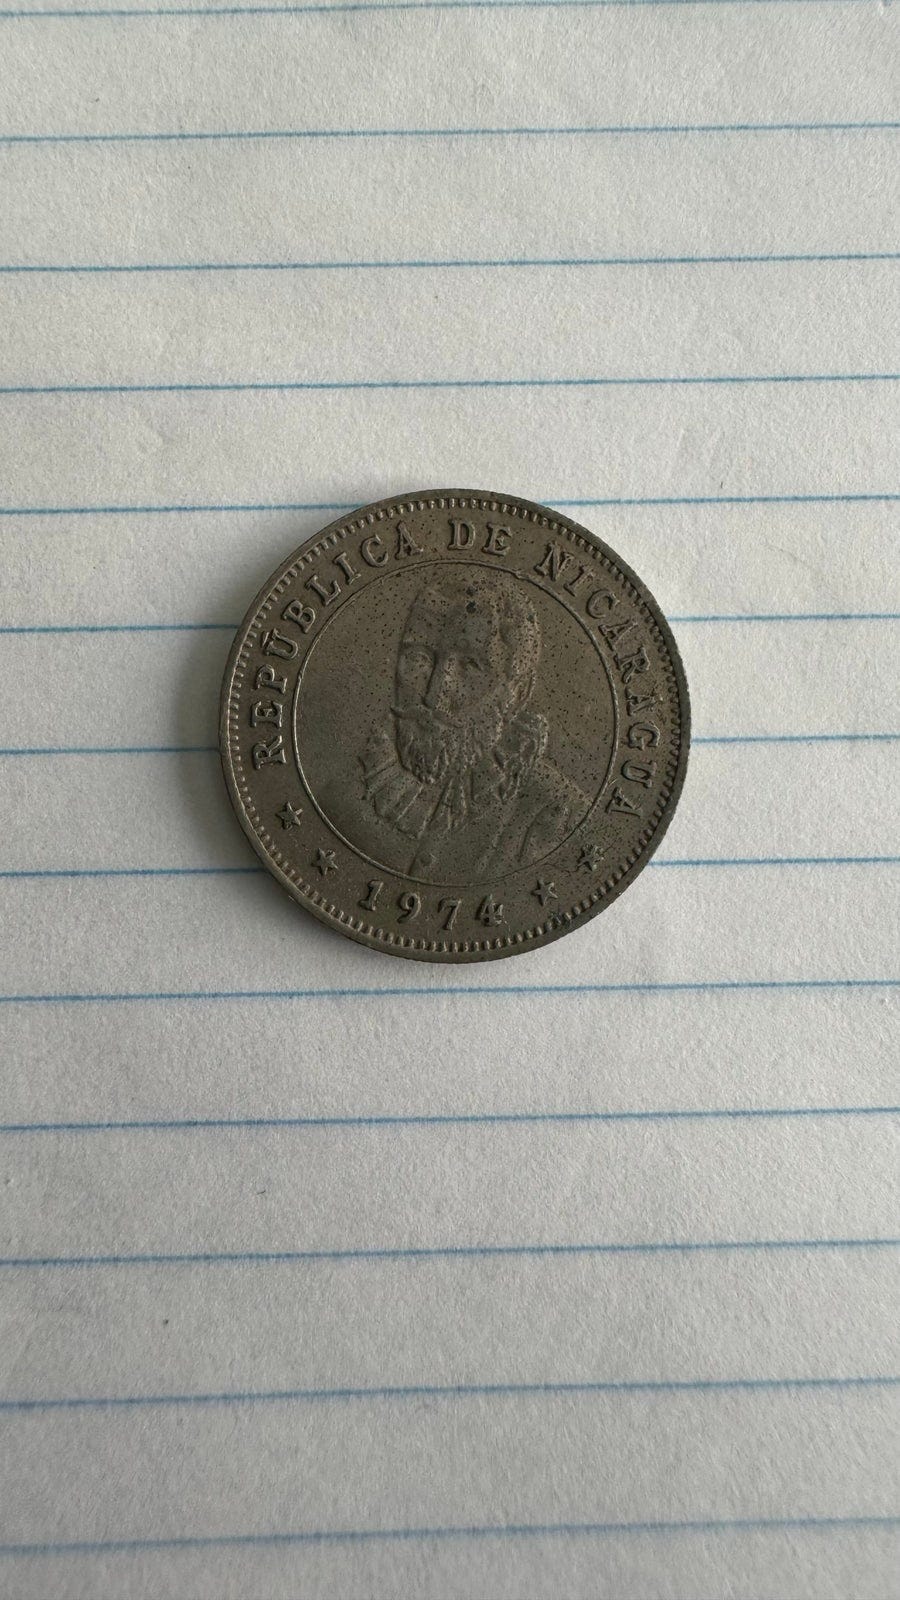 REPÚBLICA DE NICARAGUA
1974